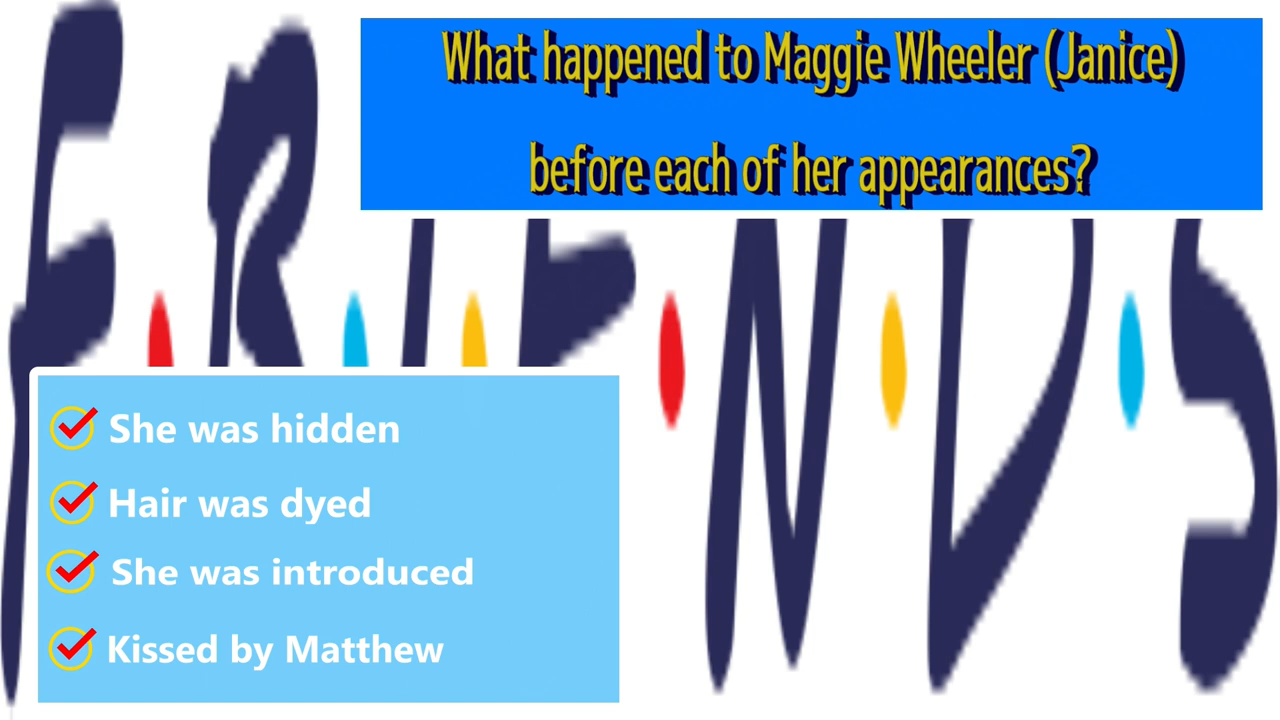 What happened to Maggie Wheeler (Janice)
before each of her appearances?
F·R·I·E·N·D·S
She was hidden
Hair was dyed
She was introduced
Kissed by Matthew